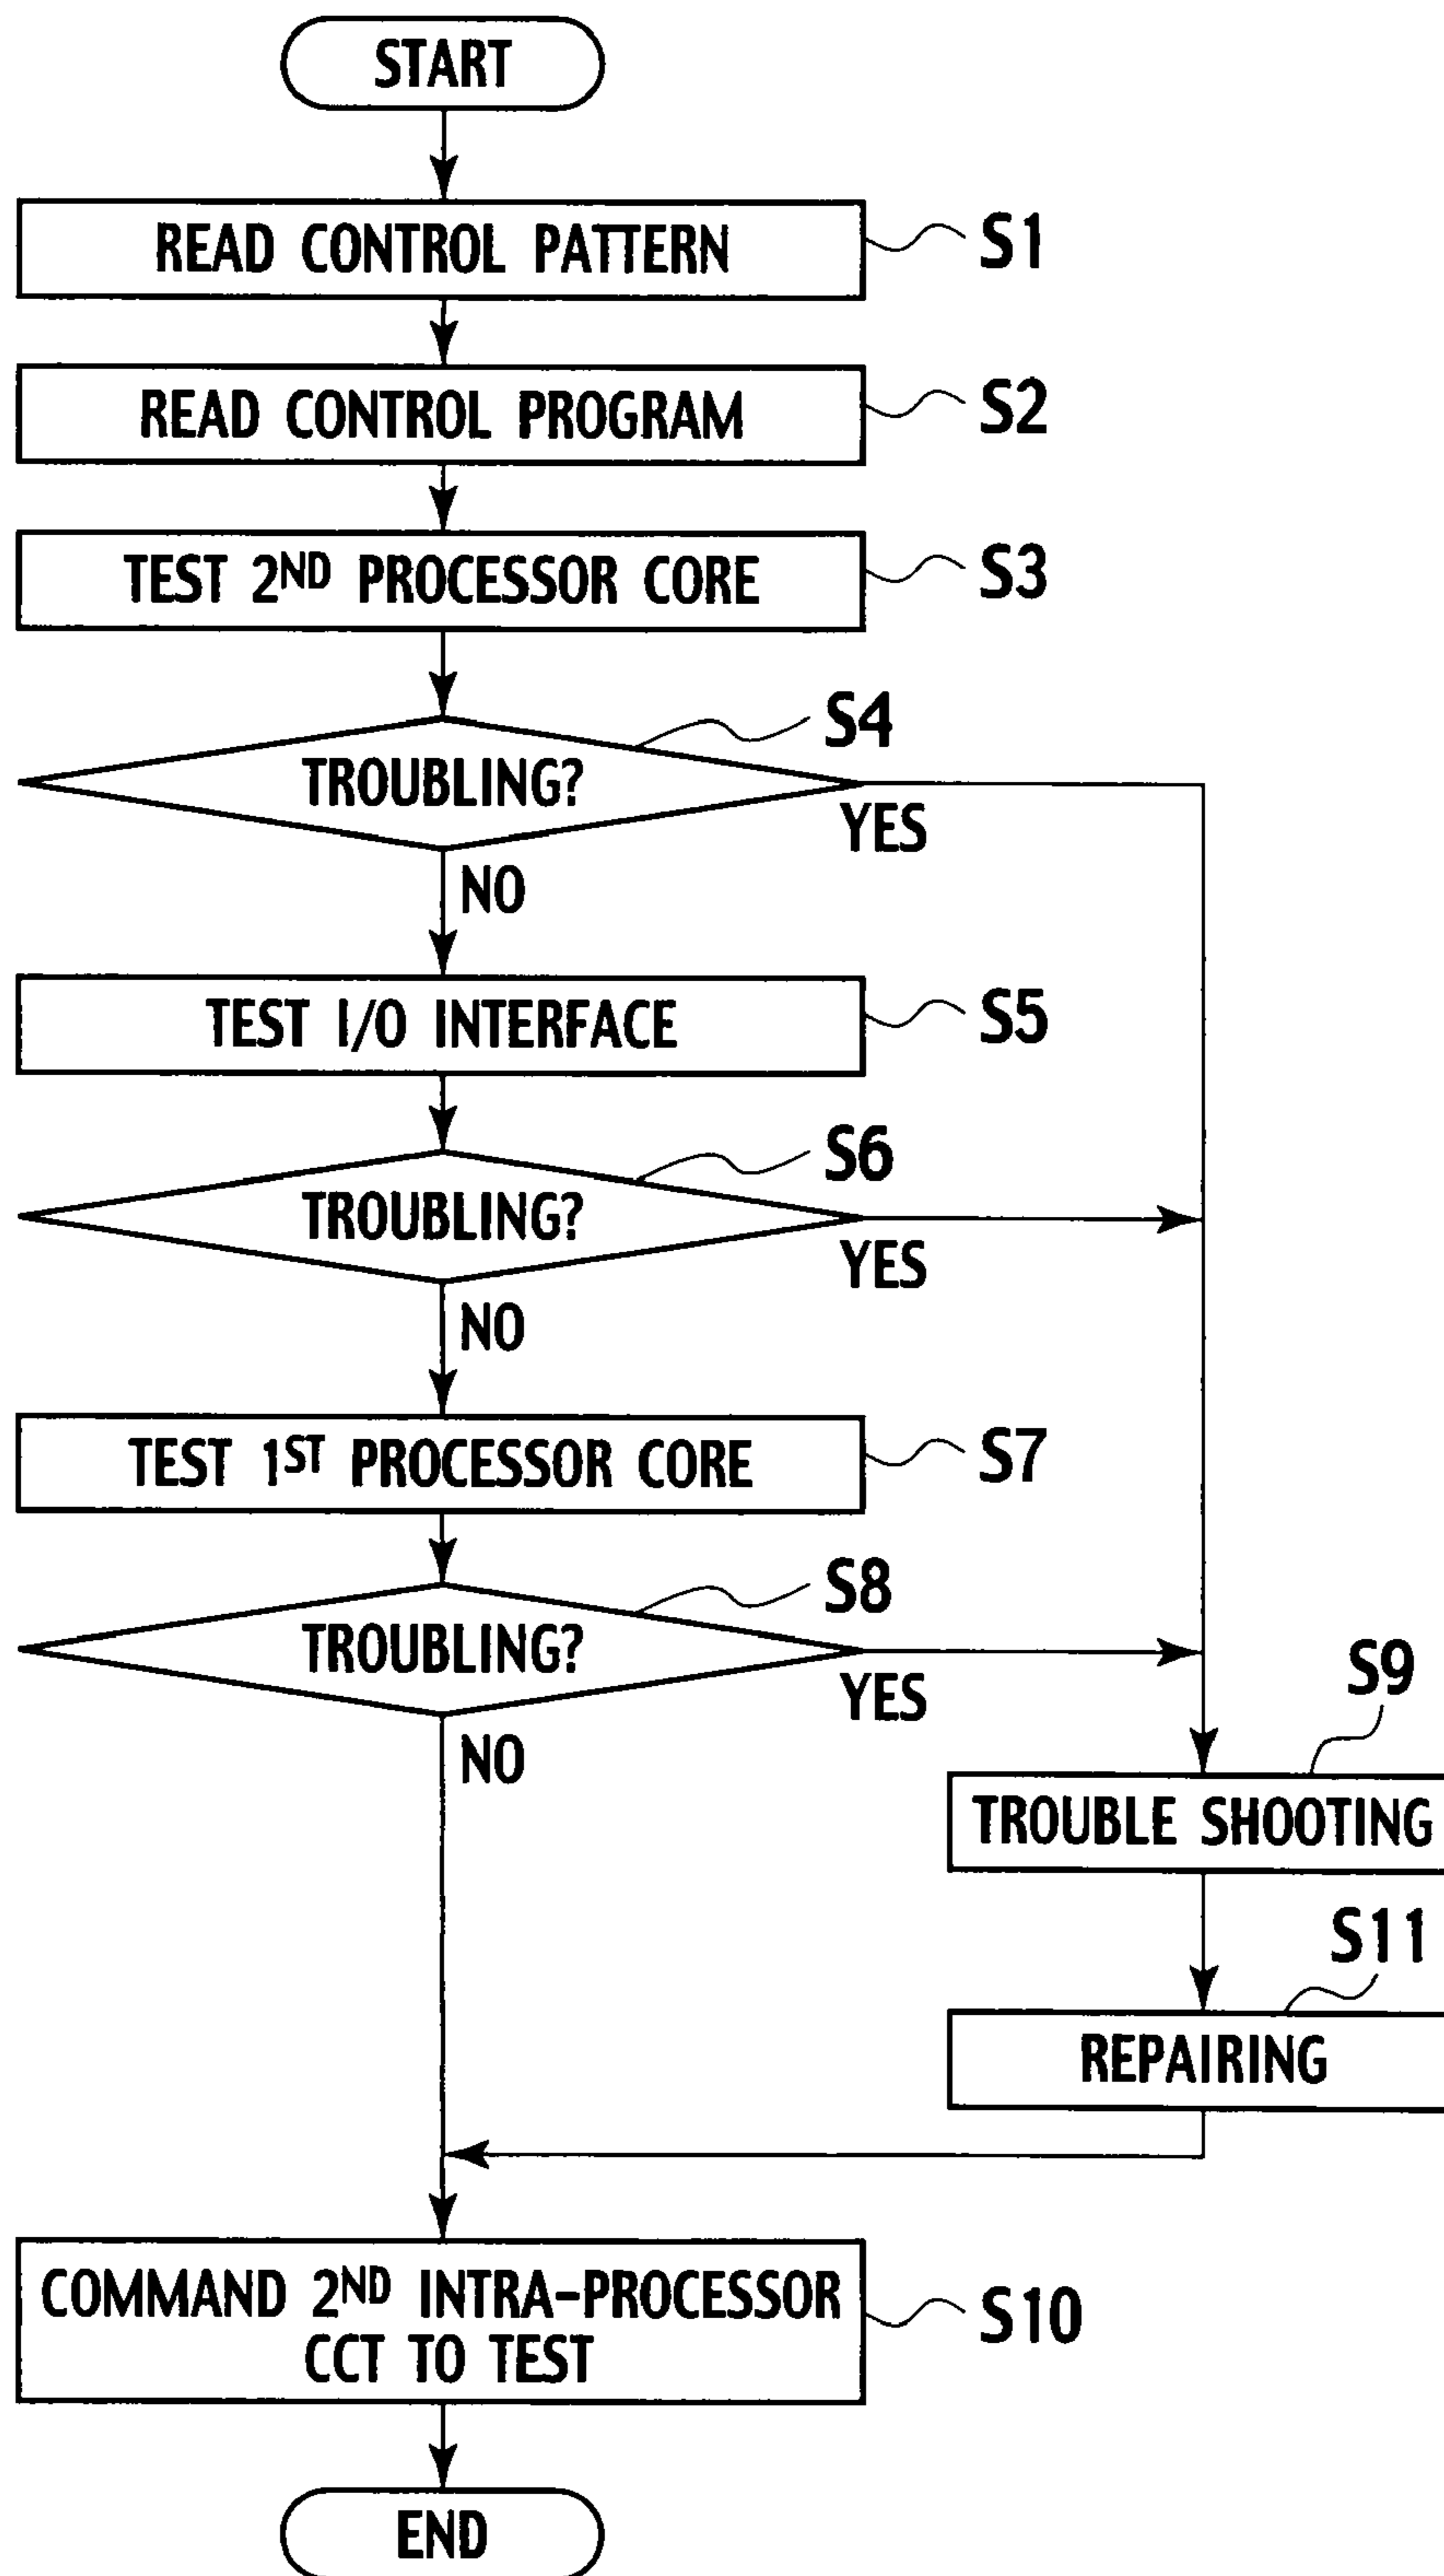 START
READ CONTROL PATTERN
S1
READ CONTROL PROGRAM
S2
TEST 2ND PROCESSOR CORE
S3
S4
TROUBLING?
YES
NO
TEST I/O INTERFACE
S5
S6
TROUBLING?
YES
NO
TEST 1ST PROCESSOR CORE
S7
S8
TROUBLING?
YES
NO
S9
TROUBLE SHOOTING
S11
REPAIRING
COMMAND 2ND INTRA-PROCESSOR
CCT TO TEST
S10
END